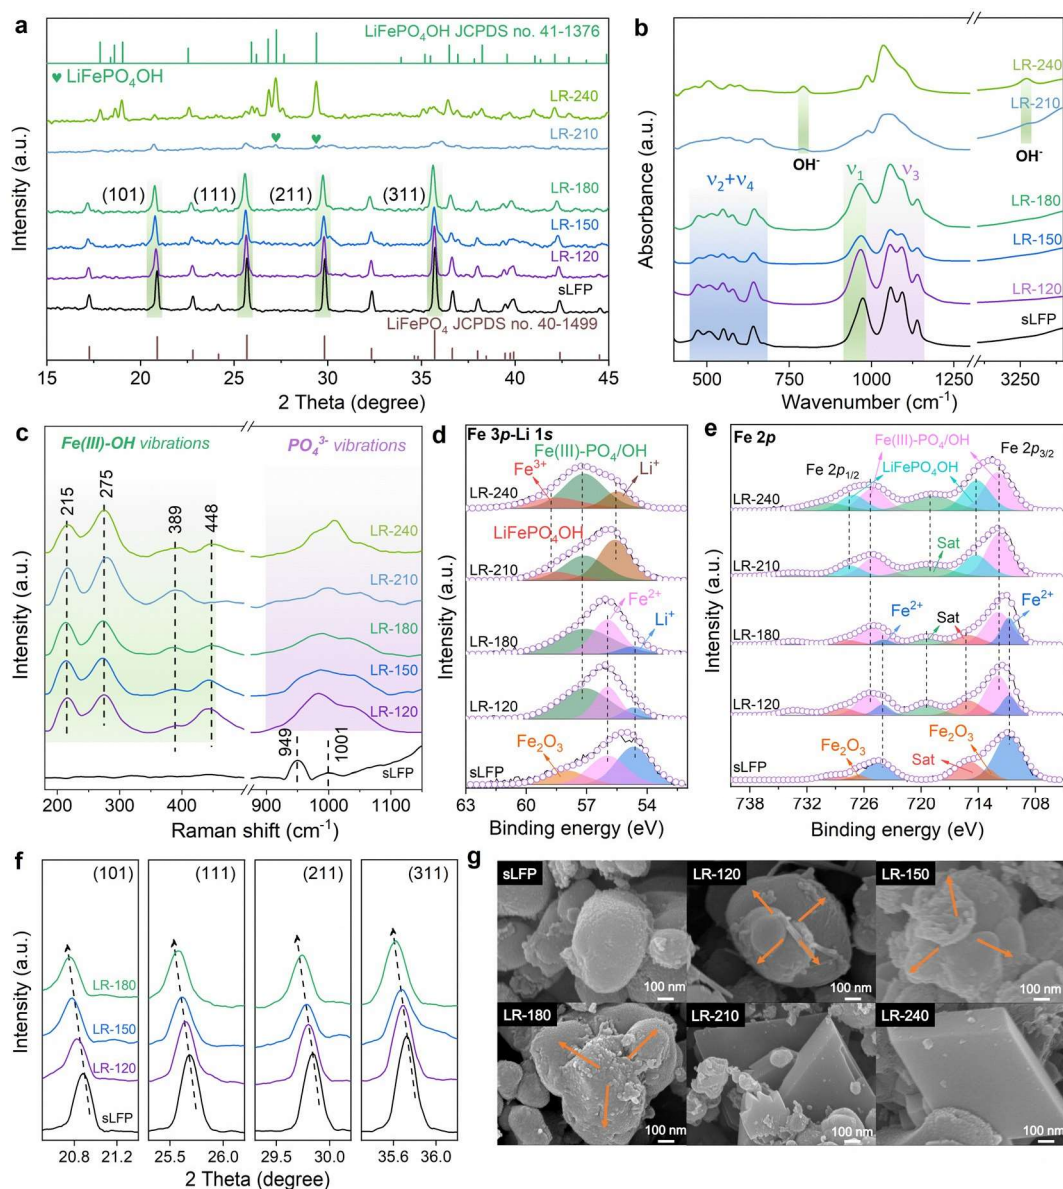 a
LiFePO4OH JCPDS no. 41-1376
♥ LiFePO4OH
LR-240
LR-210
(101) (111) (211) (311)
LR-180
LR-150
LR-120
sLFP
LiFePO4 JCPDS no. 40-1499
Intensity (a.u.)
15 20 25 30 35 40 45
2 Theta (degree)
b
LR-240
LR-210
OH-
OH-
ν2+ν4
ν1
ν3
LR-180
LR-150
LR-120
sLFP
Absorbance (a.u.)
500 750 1000 1250 3250
Wavenumber (cm-1)
c
Fe(III)-OH vibrations
PO43- vibrations
215
275
389
448
LR-240
LR-210
LR-180
LR-150
LR-120
949
1001
sLFP
Intensity (a.u.)
200 300 400 900 1000 1100
Raman shift (cm-1)
d
Fe 3p-Li 1s
Fe(III)-PO4/OH
Fe3+
Li+
LR-240
LiFePO4OH
LR-210
Fe2+
Li+
LR-180
LR-120
Fe2O3
sLFP
Intensity (a.u.)
63 60 57 54
Binding energy (eV)
e
Fe 2p
Fe(III)-PO4/OH
Fe 2p1/2
LiFePO4OH
Fe 2p3/2
LR-240
Sat
LR-210
Fe2+
Sat
Fe2+
LR-180
LR-120
Fe2O3
Fe2O3
Sat
sLFP
Intensity (a.u.)
738 732 726 720 714 708
Binding energy (eV)
f
(101) (111) (211) (311)
LR-180
LR-150
LR-120
sLFP
Intensity (a.u.)
20.8 21.2 25.5 26.0 29.5 30.0 35.6 36.0
2 Theta (degree)
g
sLFP
100 nm
LR-120
100 nm
LR-150
100 nm
LR-180
100 nm
LR-210
100 nm
LR-240
100 nm